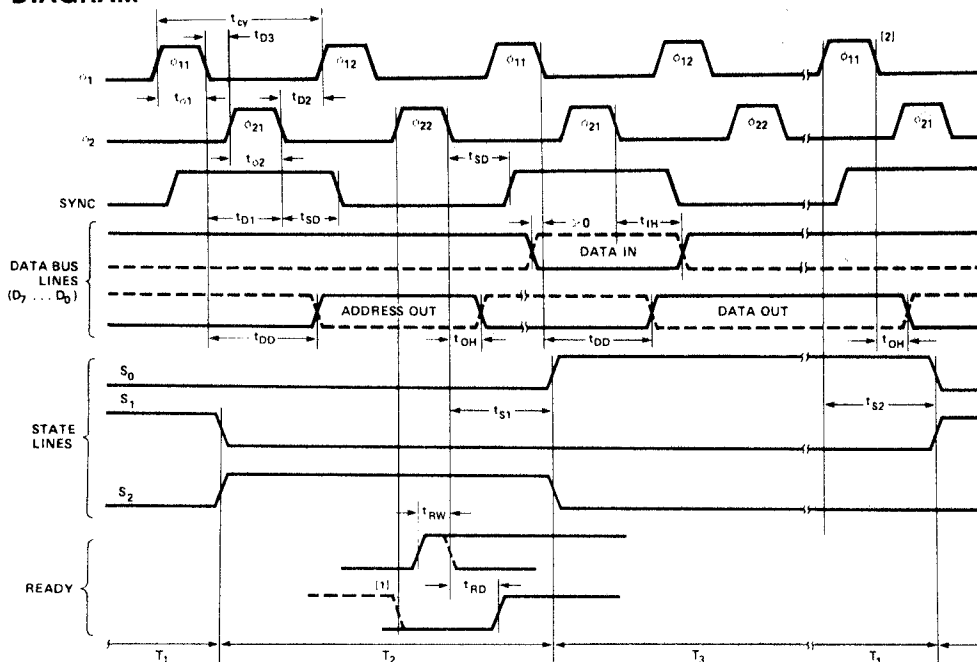 DIAGRAM
tCY
tD3
φ11 φ12 φ11 φ12 φ11 [2]
φ1
tφ1 tD2
φ21 φ22 φ21 φ22 φ21
φ2
tφ2 tSD
SYNC
tD1 tSD >0 tIH
DATA IN
DATA BUS
LINES
(D7 ... D0)
ADDRESS OUT DATA OUT
tDD tOH tDD tOH
S0
S1
tS1 tS2
STATE
LINES
S2
tRW
READY
[1] tRD
T1 T2 T3 T1